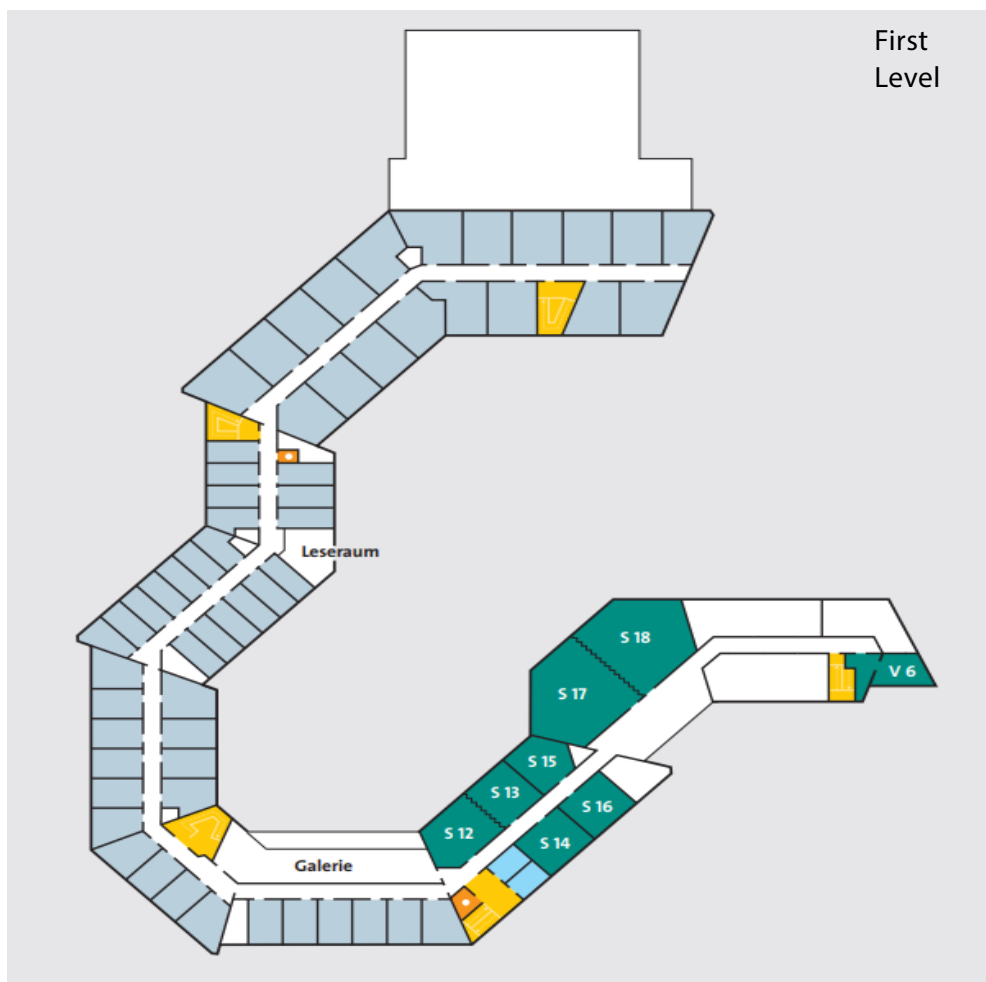 First
Level
Leseraum
S 18
V 6
S 17
S 15
S 13
S 16
S 12
S 14
Galerie